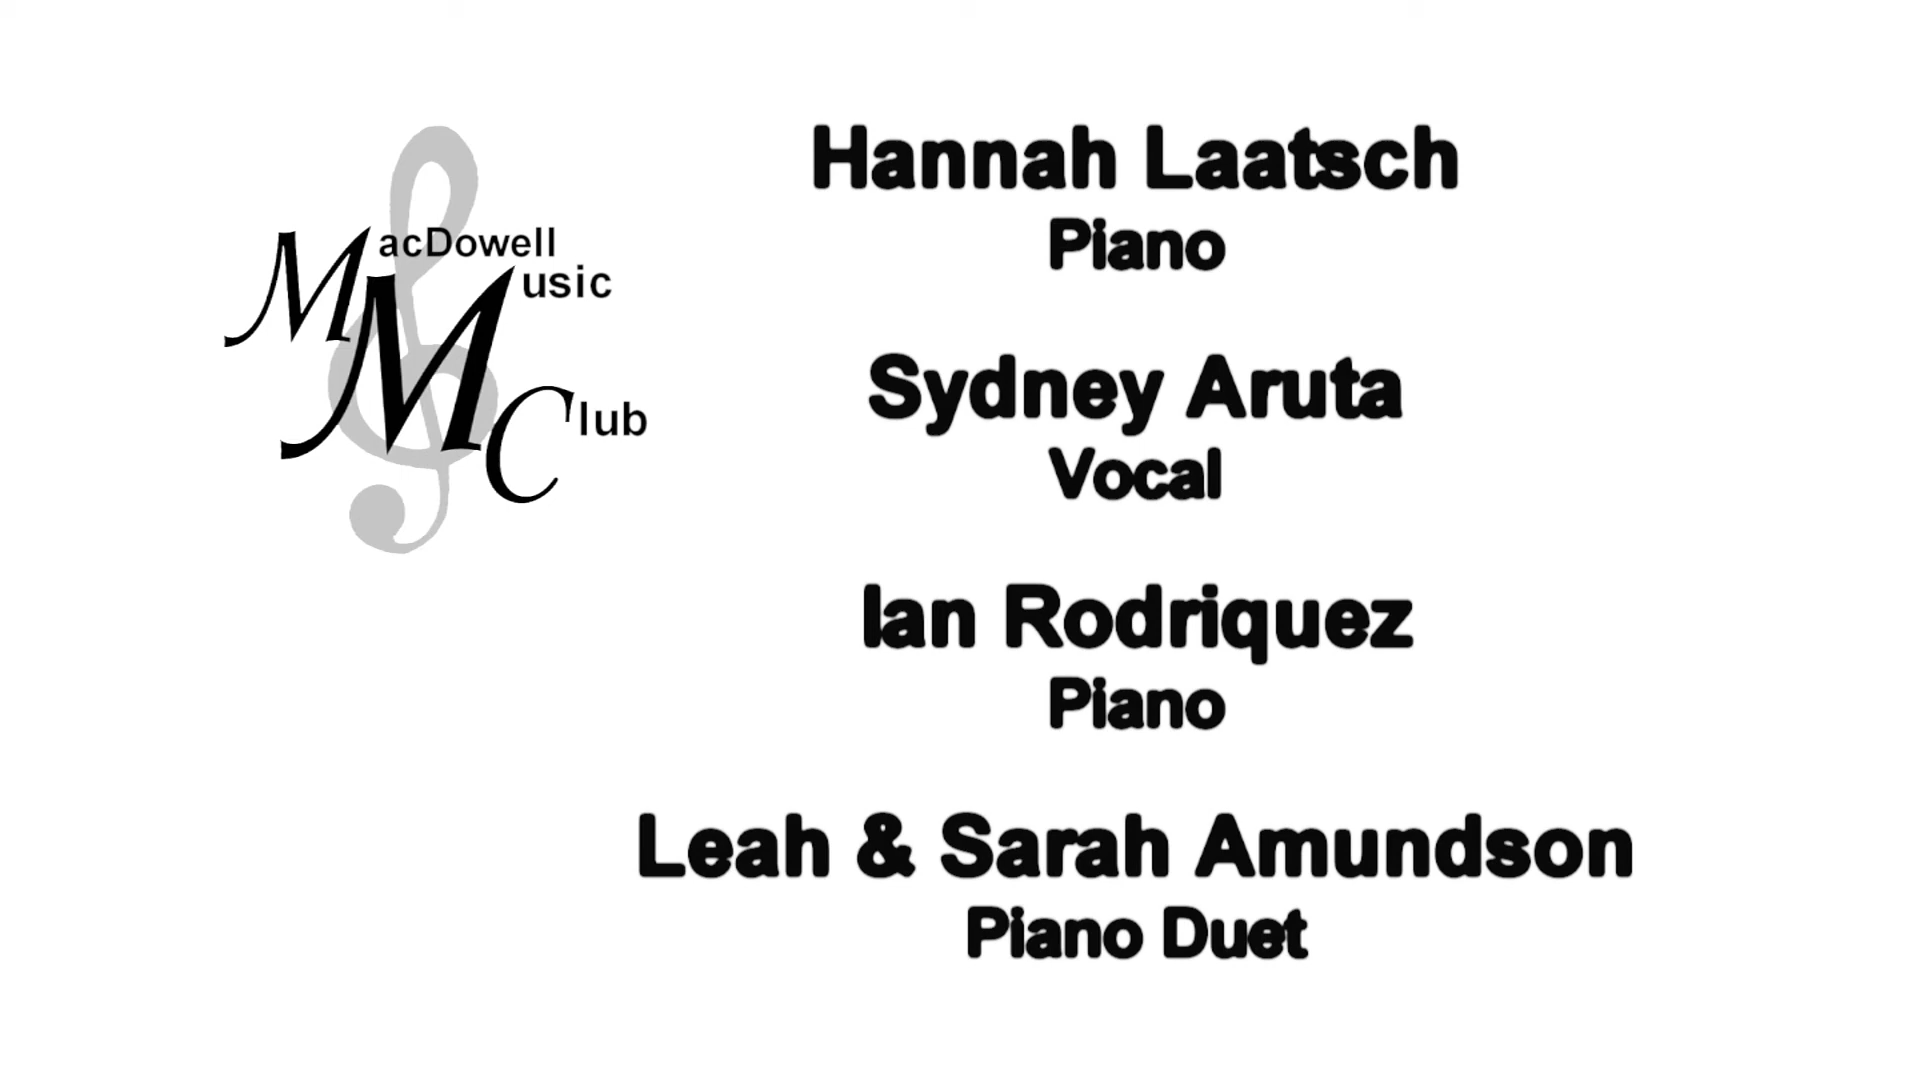 MacDowell
Music
Club
Hannah Laatsch
Piano
Sydney Aruta
Vocal
Ian Rodriquez
Piano
Leah & Sarah Amundson
Piano Duet